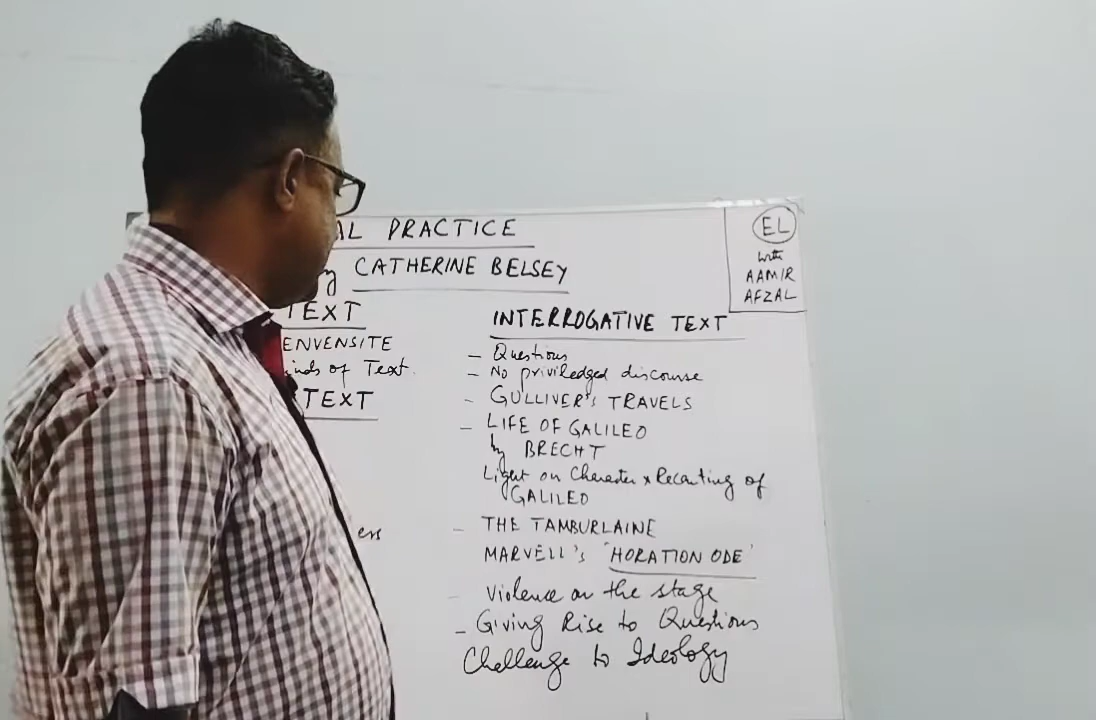 AL PRACTICE
by CATHERINE BELSEY
EL
with
AAMIR
AFZAL
TEXT
ENVENSITE
inds of Text.
TEXT
ers
INTERROGATIVE TEXT
- Questions
- No priviledged discourse
- GULLIVER'S TRAVELS
- LIFE OF GALILEO
by BRECHT
Light on Character & Recanting of
GALILEO
- THE TAMBURLAINE
MARVELL'S 'HORATION ODE'
- Violence on the stage
- Giving Rise to Questions
Challenge to Ideology